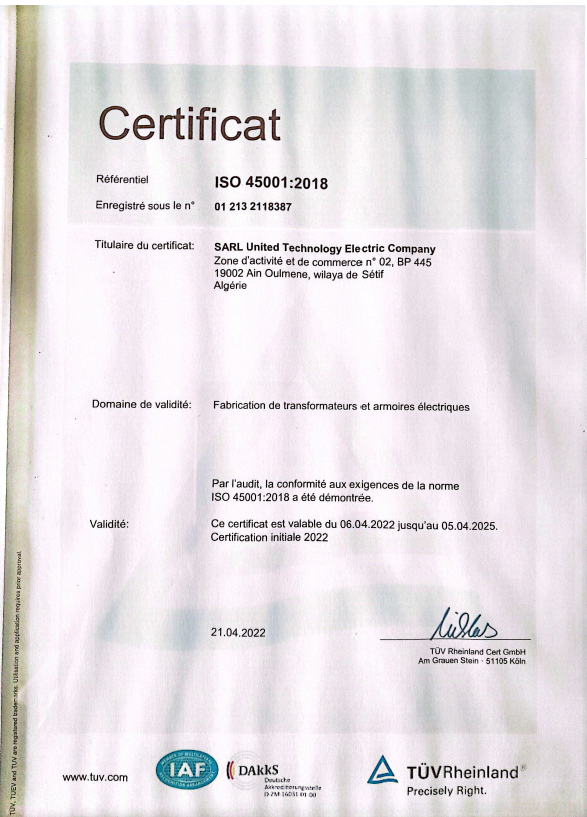 Certificat
Référentiel ISO 45001:2018
Enregistré sous le n° 01 213 2118387
Titulaire du certificat: SARL United Technology Electric Company
Zone d'activité et de commerce n° 02, BP 445
19002 Ain Oulmene, wilaya de Sétif
Algérie
Domaine de validité: Fabrication de transformateurs et armoires électriques
Par l'audit, la conformité aux exigences de la norme
ISO 45001:2018 a été démontrée.
Validité: Ce certificat est valable du 06.04.2022 jusqu'au 05.04.2025.
Certification initiale 2022
21.04.2022
TÜV Rheinland Cert GmbH
Am Grauen Stein · 51105 Köln
TÜV, TUEV and TUV are registered trademarks. Utilisation and application requires prior approval.
www.tuv.com
IAF
DAkkS
Deutsche
Akkreditierungsstelle
D-ZM-16031-01-00
TÜVRheinland®
Precisely Right.